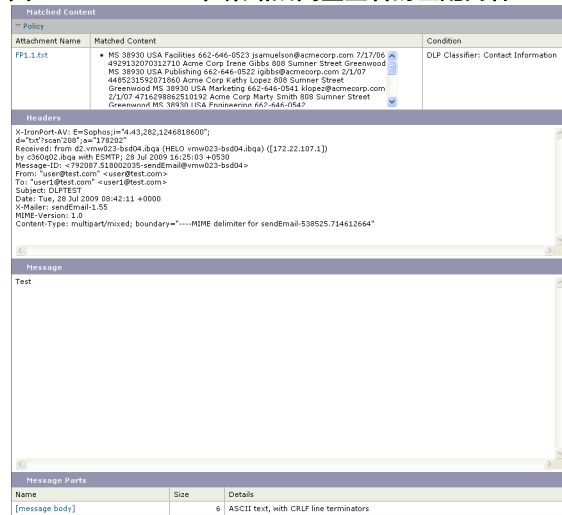 Matched Content
Policy
Attachment Name Matched Content Condition
FP1.1.txt
• MS 38930 USA Facilities 662-646-0523 jsamuelson@acmecorp.com 7/17/06
4929132070312710 Acme Corp Irene Gibbs 808 Sumner Street Greenwood
MS 38930 USA Publishing 662-646-0522 igibbs@acmecorp.com 2/1/07
4485231592071860 Acme Corp Kathy Lopez 808 Sumner Street
Greenwood MS 38930 USA Marketing 662-646-0541 klopez@acmecorp.com
2/1/07 4716298862510192 Acme Corp Marty Smith 808 Sumner Street
Greenwood MS 38930 USA Engineering 662-646-0542
DLP Classifier: Contact Information
Headers
X-IronPort-AV: E=Sophos;i="4.43,282,1246818600";
d="txt'?scan'208";a="178202"
Received: from d2.vmw023-bsd04.ibqa (HELO vmw023-bsd04.ibqa) ([172.22.107.1])
by c360q02.ibqa with ESMTP; 28 Jul 2009 16:25:03 +0530
Message-ID: <792087.518002035-sendEmail@vmw023-bsd04>
From: "user@test.com" <user@test.com>
To: "user1@test.com" <user1@test.com>
Subject: DLPTEST
Date: Tue, 28 Jul 2009 08:42:11 +0000
X-Mailer: sendEmail-1.55
MIME-Version: 1.0
Content-Type: multipart/mixed; boundary="----MIME delimiter for sendEmail-538525.714612664"
Message
Test
Message Parts
Name Size Details
[message body] 6 ASCII text, with CRLF line terminators